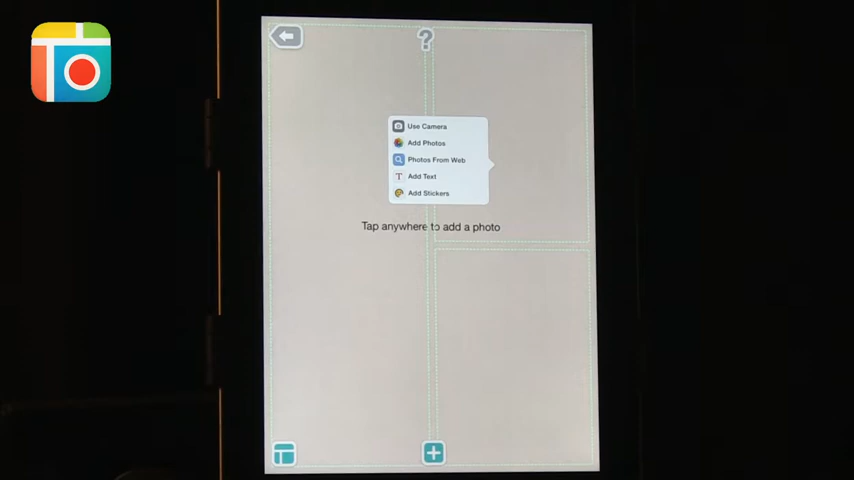 ?
Use Camera
Add Photos
Photos From Web
T Add Text
Add Stickers
Tap anywhere to add a photo